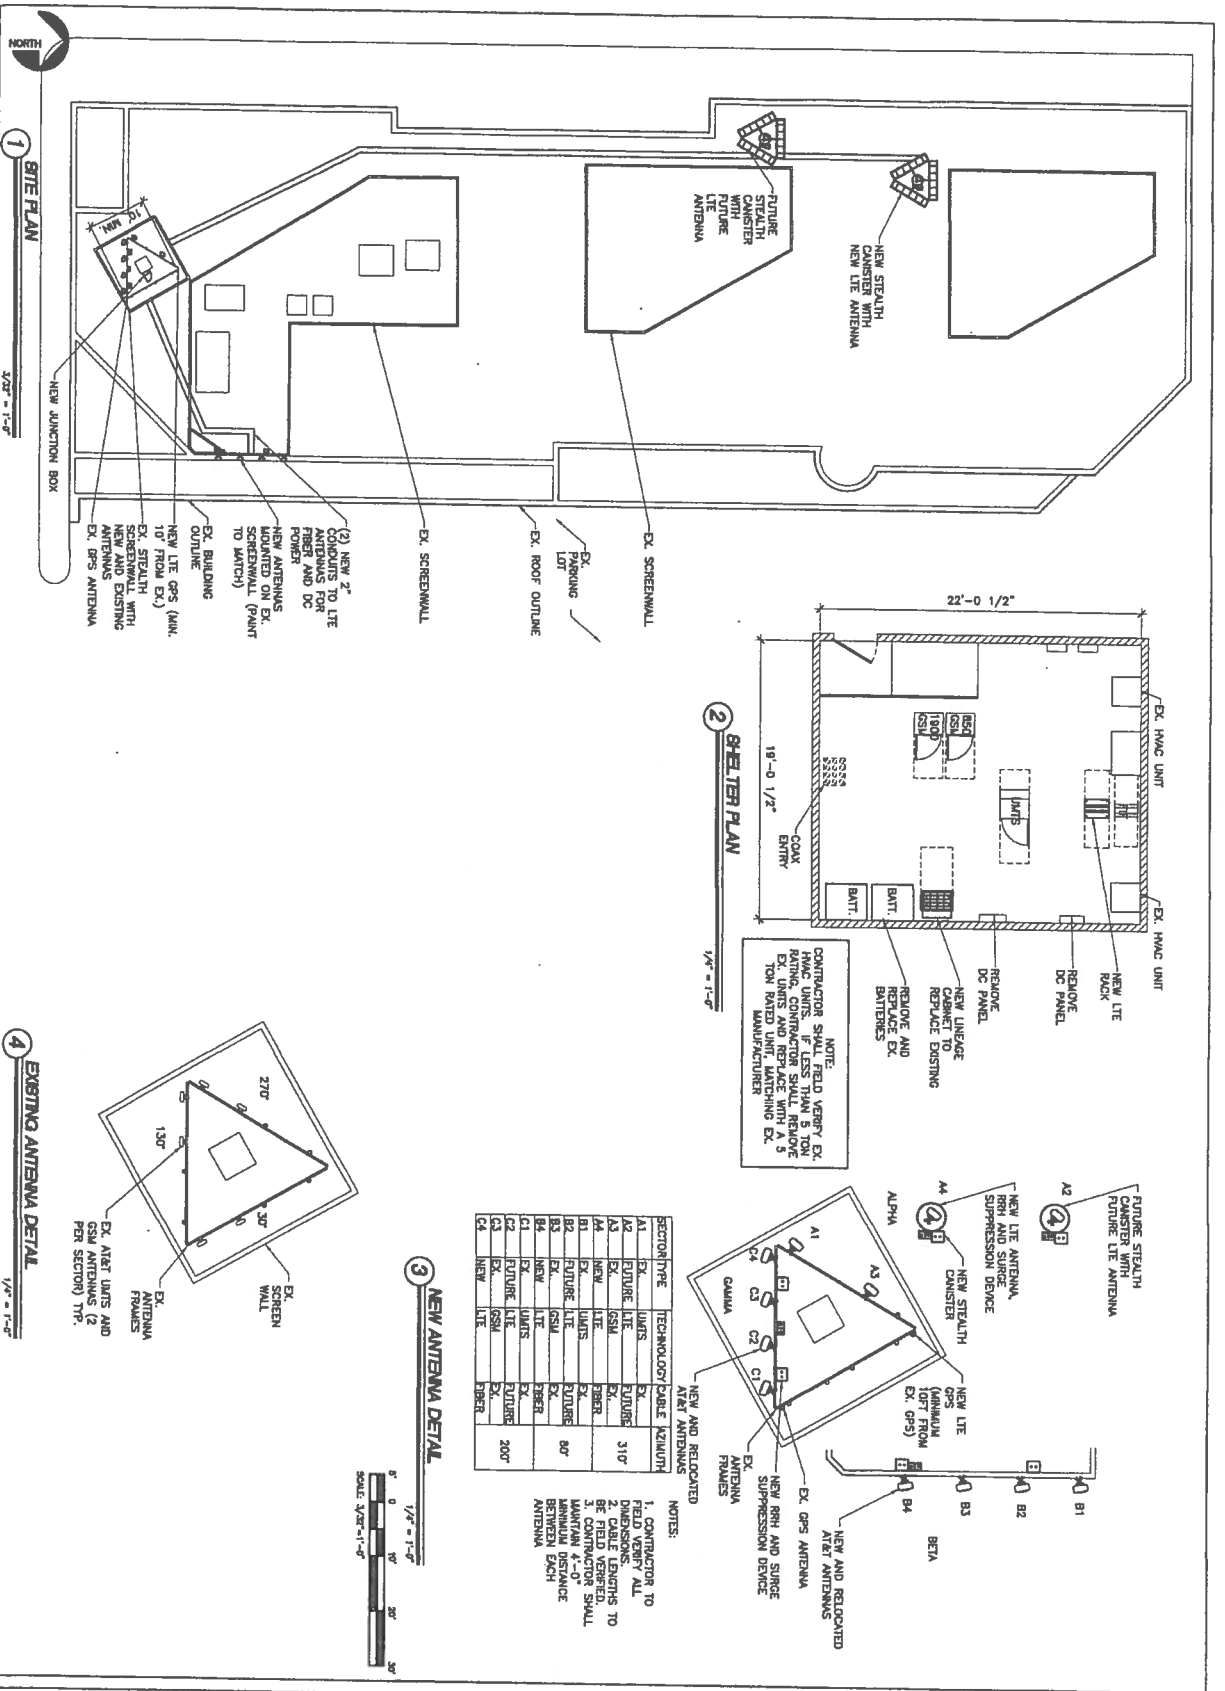 NORTH
1
SITE PLAN
3/32" = 1'-0"
10' MIN.
FUTURE
STEALTH
CANISTER
WITH
FUTURE
LTE
ANTENNA
NEW STEALTH
CANISTER WITH
NEW LTE ANTENNA
NEW JUNCTION BOX
EX. SCREENWALL
EX.
PARKING
LOT
EX. ROOF OUTLINE
EX. SCREENWALL
(2) NEW 2"
CONDUITS TO LTE
ANTENNAS FOR
FIBER AND DC
POWER
NEW ANTENNAS
MOUNTED ON EX.
SCREENWALL (PAINT
TO MATCH)
EX. BUILDING
OUTLINE
NEW LTE GPS (MIN.
10' FROM EX.)
EX. STEALTH
SCREENWALL WITH
NEW AND EXISTING
ANTENNAS
EX. GPS ANTENNA
2
SHELTER PLAN
1/4" = 1'-0"
22'-0 1/2"
19'-0 1/2"
EX. HVAC UNIT
EX. HVAC UNIT
850
GSM
1900
GSM
UMTS
BATT.
BATT.
COAX
ENTRY
NEW LTE
RACK
REMOVE
DC PANEL
REMOVE
DC PANEL
NEW LINEAGE
CABINET TO
REPLACE EXISTING
REMOVE AND
REPLACE EX.
BATTERIES
NOTE:
CONTRACTOR SHALL FIELD VERIFY EX.
HVAC UNITS. IF LESS THAN 5 TON
RATING, CONTRACTOR SHALL REMOVE
EX. UNITS AND REPLACE WITH A 5
TON RATED UNIT, MATCHING EX.
MANUFACTURER
FUTURE STEALTH
CANISTER WITH
FUTURE LTE ANTENNA
A2
NEW LTE ANTENNA,
RRH AND SURGE
SUPPRESSION DEVICE
A4
NEW STEALTH
CANISTER
ALPHA
A1
A3
C4
C3
C2
C1
GAMMA
NEW LTE
GPS
(MINIMUM
10FT FROM
EX. GPS)
EX. GPS ANTENNA
NEW RRH AND SURGE
SUPPRESSION DEVICE
EX.
ANTENNA
FRAMES
NEW AND RELOCATED
AT&T ANTENNAS
B1
B2
B3
B4
BETA
NEW AND RELOCATED
AT&T ANTENNAS
SECTOR TYPE TECHNOLOGY CABLE AZIMUTH
A1 EX. UMTS EX. 310°
A2 FUTURE LTE FUTURE
A3 EX. GSM EX.
A4 NEW LTE FIBER
B1 EX. UMTS EX. 80°
B2 FUTURE LTE FUTURE
B3 EX. GSM EX.
B4 NEW LTE FIBER
C1 EX. UMTS EX. 200°
C2 FUTURE LTE FUTURE
C3 EX. GSM EX.
C4 NEW LTE FIBER
NOTES:
1. CONTRACTOR TO
FIELD VERIFY ALL
DIMENSIONS.
2. CABLE LENGTHS TO
BE FIELD VERIFIED.
3. CONTRACTOR SHALL
MAINTAIN 4'-0"
MINIMUM DISTANCE
BETWEEN EACH
ANTENNA
3
NEW ANTENNA DETAIL
1/4" = 1'-0"
270°
130°
30°
EX.
SCREEN
WALL
EX.
ANTENNA
FRAMES
EX. AT&T UMTS AND
GSM ANTENNAS (2
PER SECTOR) TYP.
4
EXISTING ANTENNA DETAIL
1/4" = 1'-0"
5' 0 10' 20' 30'
SCALE: 3/32"=1'-0"